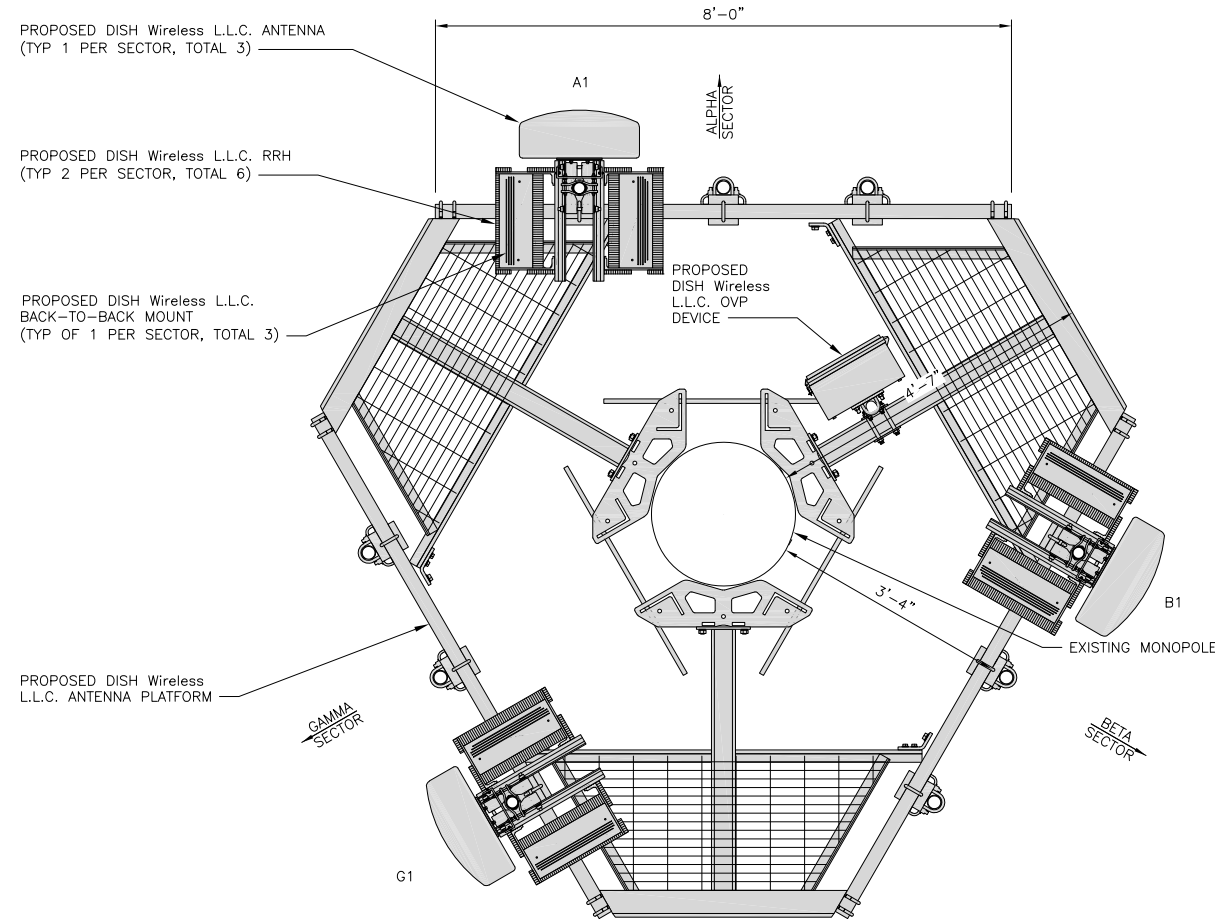 8'-0"
PROPOSED DISH Wireless L.L.C. ANTENNA
(TYP 1 PER SECTOR, TOTAL 3)
A1
ALPHA
SECTOR
PROPOSED DISH Wireless L.L.C. RRH
(TYP 2 PER SECTOR, TOTAL 6)
PROPOSED
DISH Wireless
L.L.C. OVP
DEVICE
PROPOSED DISH Wireless L.L.C.
BACK-TO-BACK MOUNT
(TYP OF 1 PER SECTOR, TOTAL 3)
4'-7"
3'-4"
B1
EXISTING MONOPOLE
PROPOSED DISH Wireless
L.L.C. ANTENNA PLATFORM
GAMMA
SECTOR
BETA
SECTOR
G1